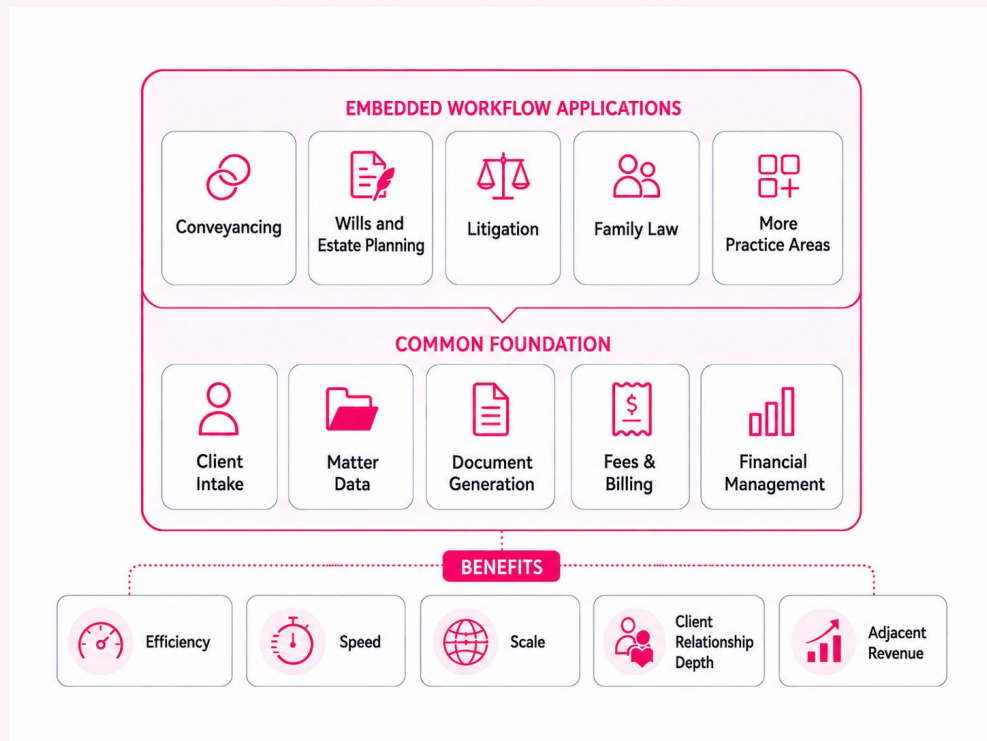 EMBEDDED WORKFLOW APPLICATIONS
Conveyancing
Wills and
Estate Planning
Litigation
Family Law
More
Practice Areas
COMMON FOUNDATION
Client
Intake
Matter
Data
Document
Generation
$
Fees &
Billing
Financial
Management
BENEFITS
Efficiency
Speed
Scale
Client
Relationship
Depth
Adjacent
Revenue